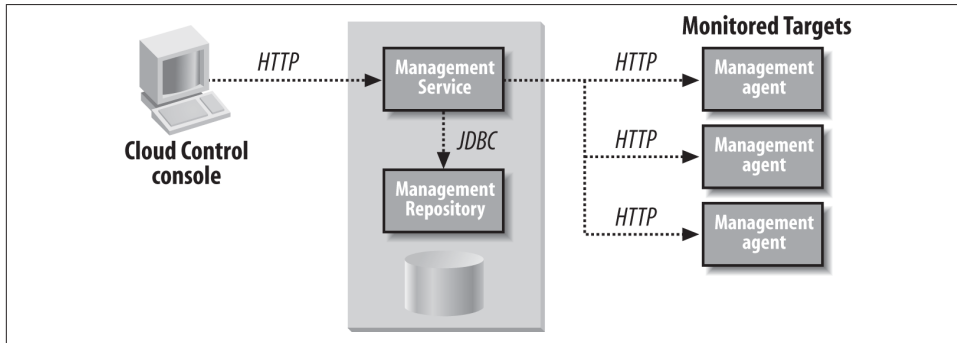 Monitored Targets
HTTP
Management
Service
HTTP
Management
agent
JDBC
Cloud Control
console
Management
Repository
HTTP
Management
agent
HTTP
Management
agent